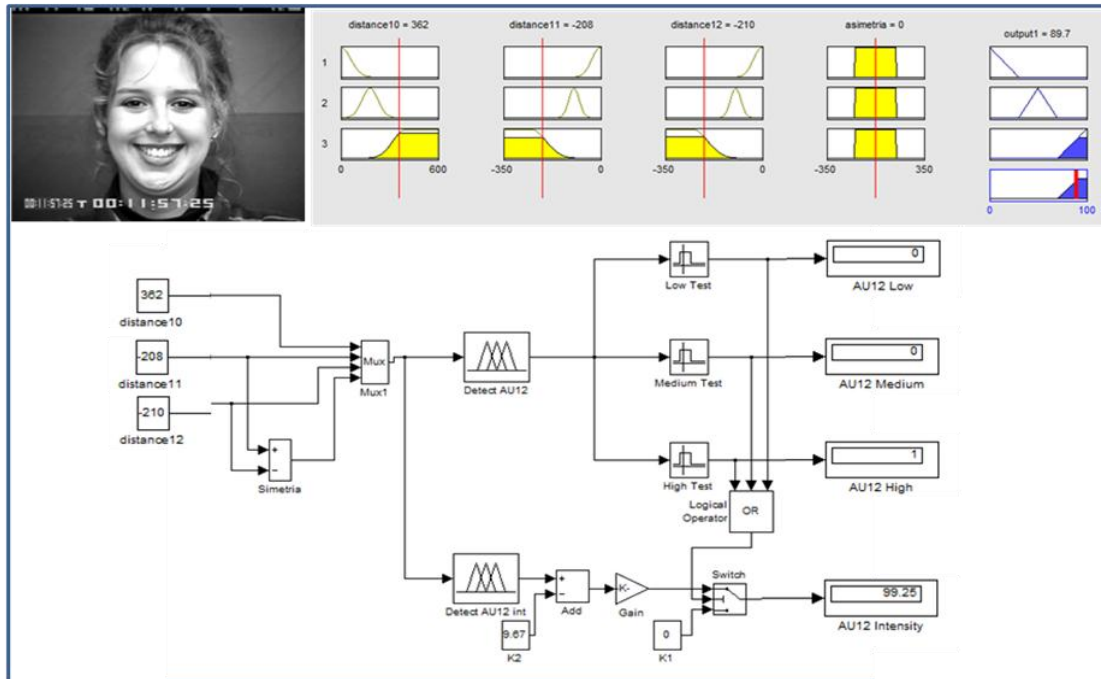 distance10 = 362 distance11 = -208 distance12 = -210 asimetria = 0
output1 = 89.7
1
2
3
0 600 -350 0 -350 0 -350 350
0 100
00:11:57:25 T 00:11:57:25
0
Low Test
AU12 Low
362
distance10
-208
distance11
Mux
Mux1
Detect AU12
Medium Test
0
AU12 Medium
-210
distance12
+
-
Simetria
High Test
1
AU12 High
Logical
Operator
OR
Detect AU12 int
+
-
Add
K-
Gain
Switch
99.25
AU12 Intensity
9.67
K2
0
K1